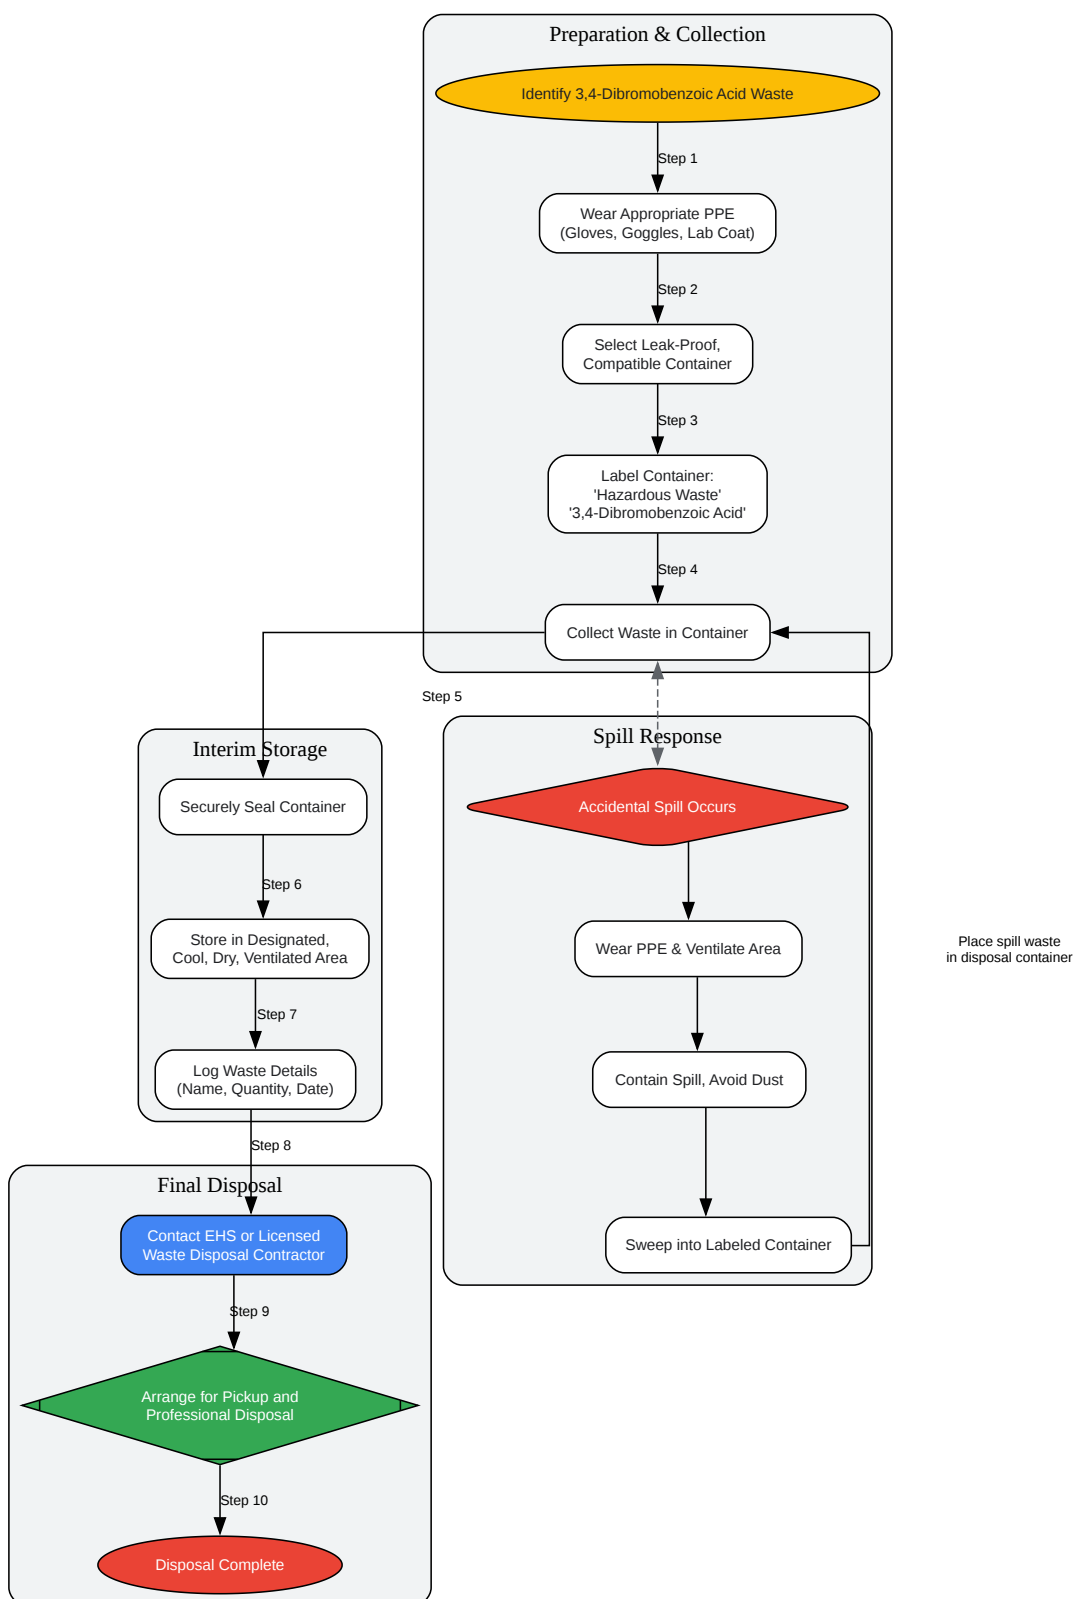 Preparation & Collection
Identify 3,4-Dibromobenzoic Acid Waste
Step 1
Wear Appropriate PPE
(Gloves, Goggles, Lab Coat)
Step 2
Select Leak-Proof,
Compatible Container
Step 3
Label Container:
'Hazardous Waste'
'3,4-Dibromobenzoic Acid'
Step 4
Collect Waste in Container
Step 5
Interim Storage
Securely Seal Container
Step 6
Store in Designated,
Cool, Dry, Ventilated Area
Step 7
Log Waste Details
(Name, Quantity, Date)
Step 8
Spill Response
Accidental Spill Occurs
Wear PPE & Ventilate Area
Contain Spill, Avoid Dust
Sweep into Labeled Container
Place spill waste
in disposal container
Final Disposal
Contact EHS or Licensed
Waste Disposal Contractor
Step 9
Arrange for Pickup and
Professional Disposal
Step 10
Disposal Complete